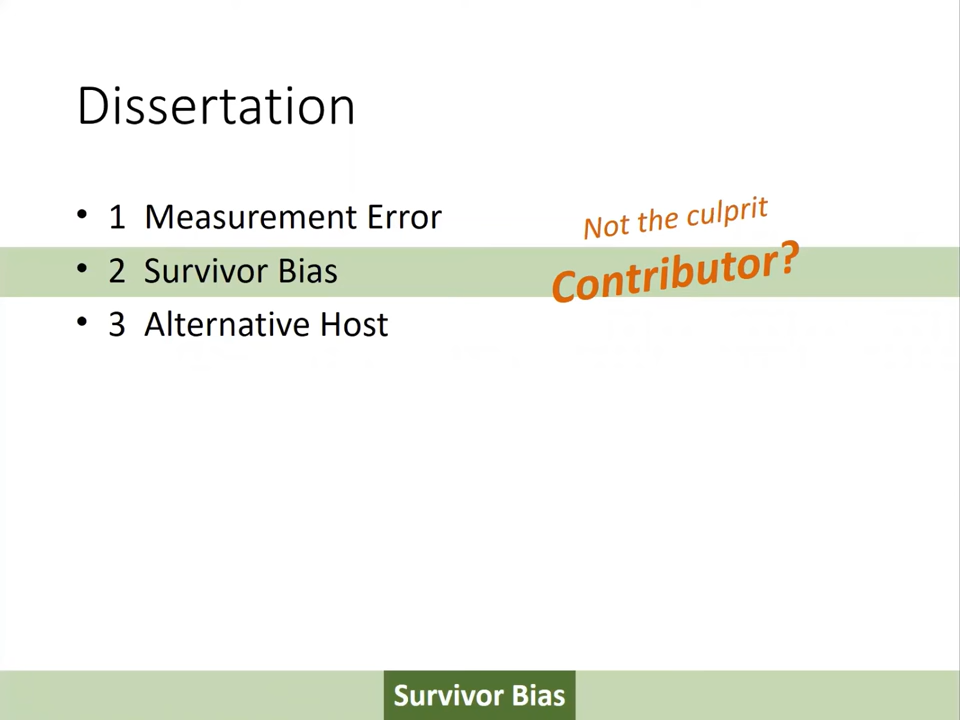 Dissertation
• 1 Measurement Error
Not the culprit
• 2 Survivor Bias
Contributor?
• 3 Alternative Host
Survivor Bias